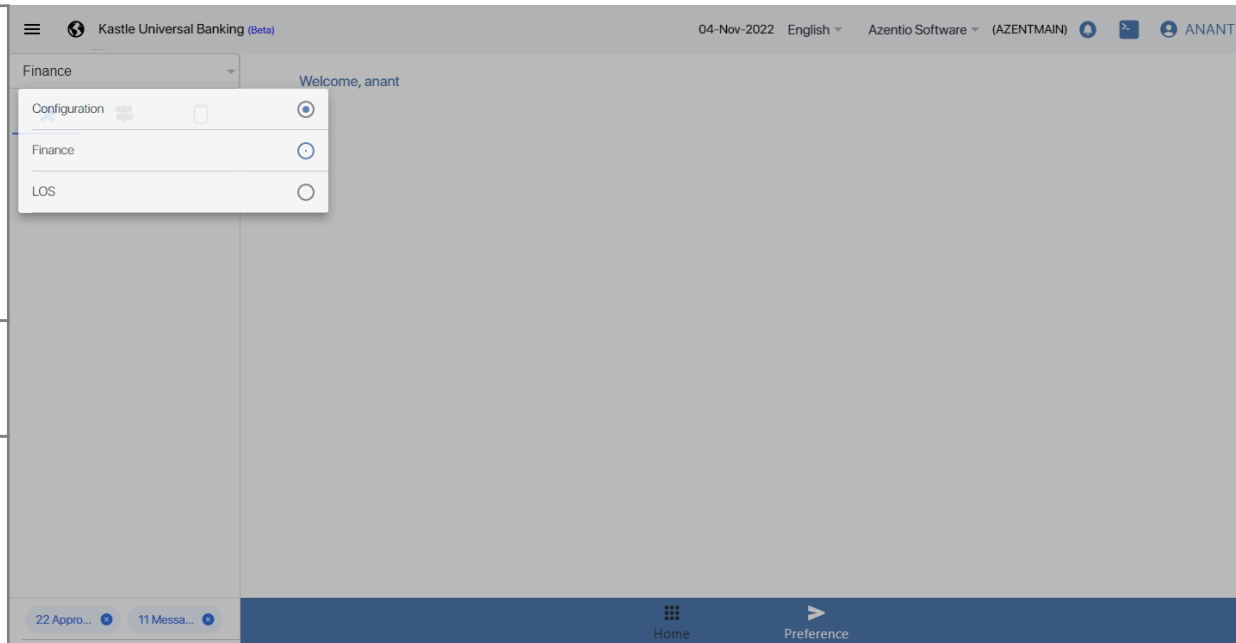 Kastle Universal Banking (Beta) 04-Nov-2022 English Azentio Software (AZENTMAIN) ANANT
Finance
Welcome, anant
Configuration
Finance
LOS
22 Appro... 11 Messa...
Home Preference